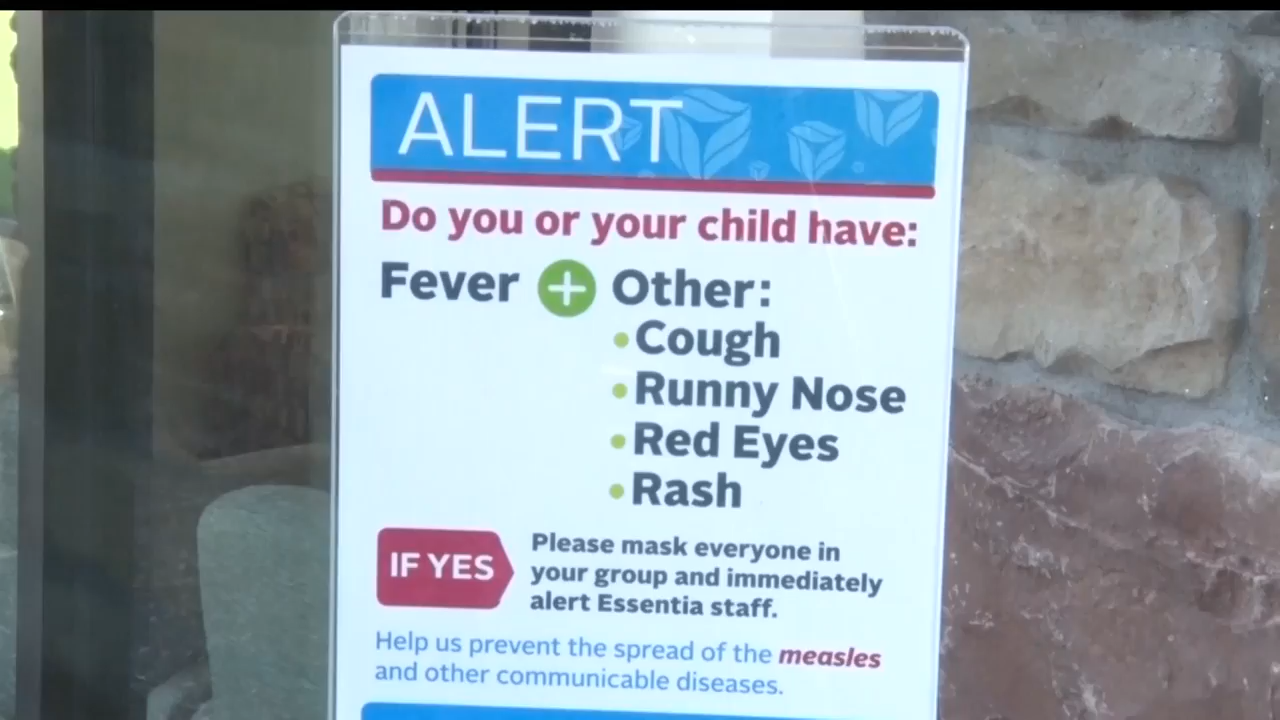 ALERT
Do you or your child have:
Fever + Other:
•Cough
•Runny Nose
•Red Eyes
•Rash
IF YES
Please mask everyone in
your group and immediately
alert Essentia staff.
Help us prevent the spread of the measles
and other communicable diseases.